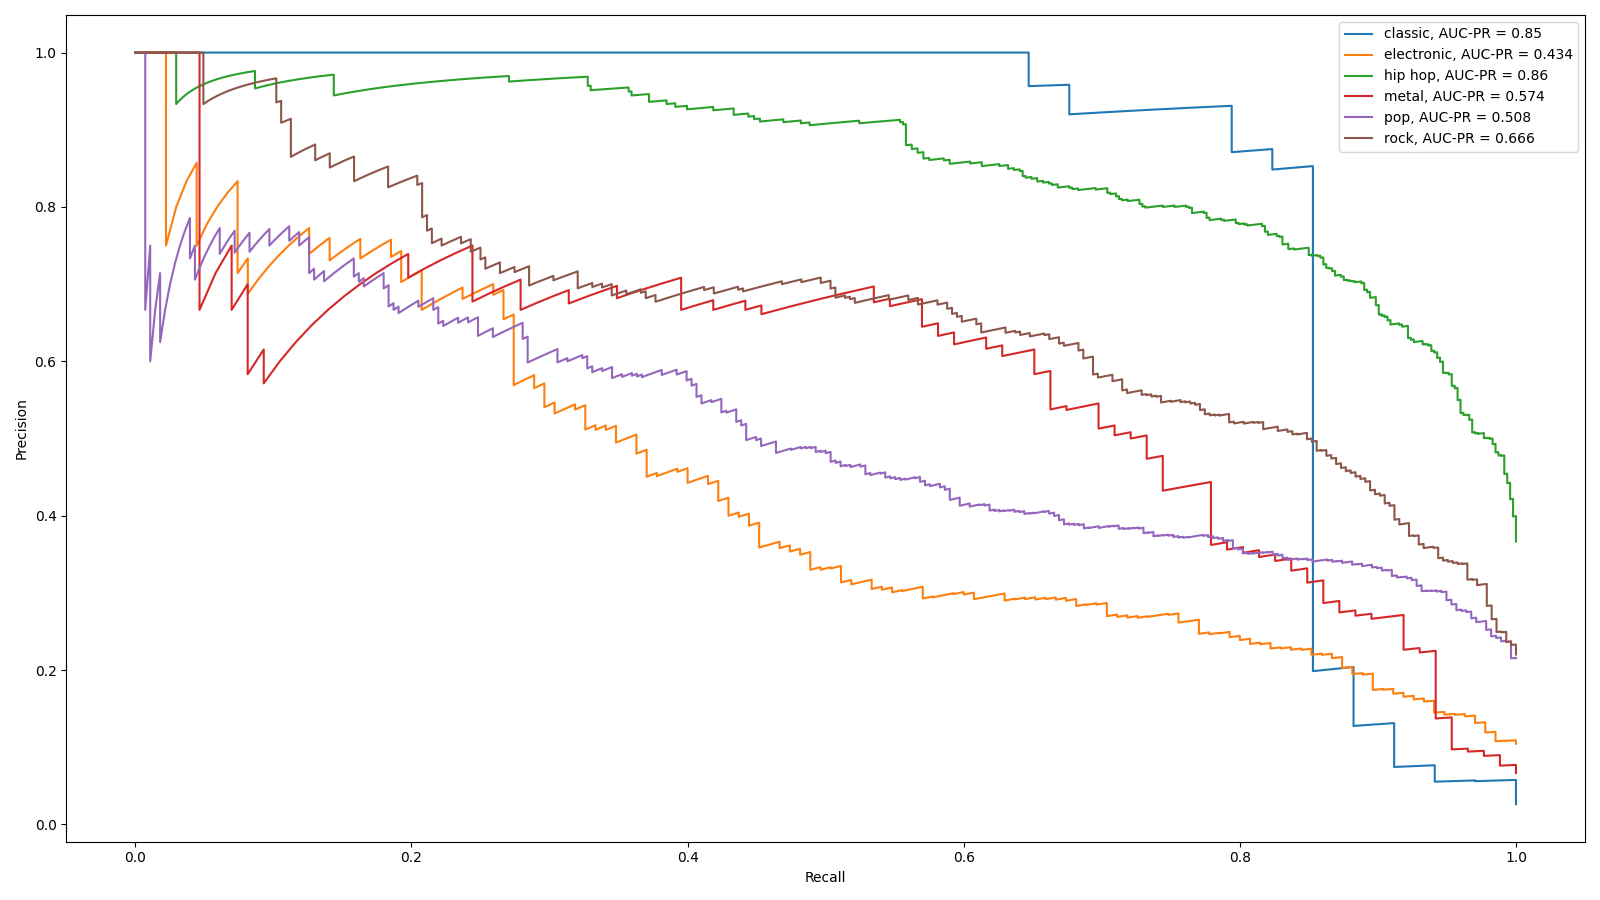 classic, AUC-PR = 0.85
electronic, AUC-PR = 0.434
hip hop, AUC-PR = 0.86
metal, AUC-PR = 0.574
pop, AUC-PR = 0.508
rock, AUC-PR = 0.666
Precision
1.0
0.8
0.6
0.4
0.2
0.0
0.0 0.2 0.4 0.6 0.8 1.0
Recall